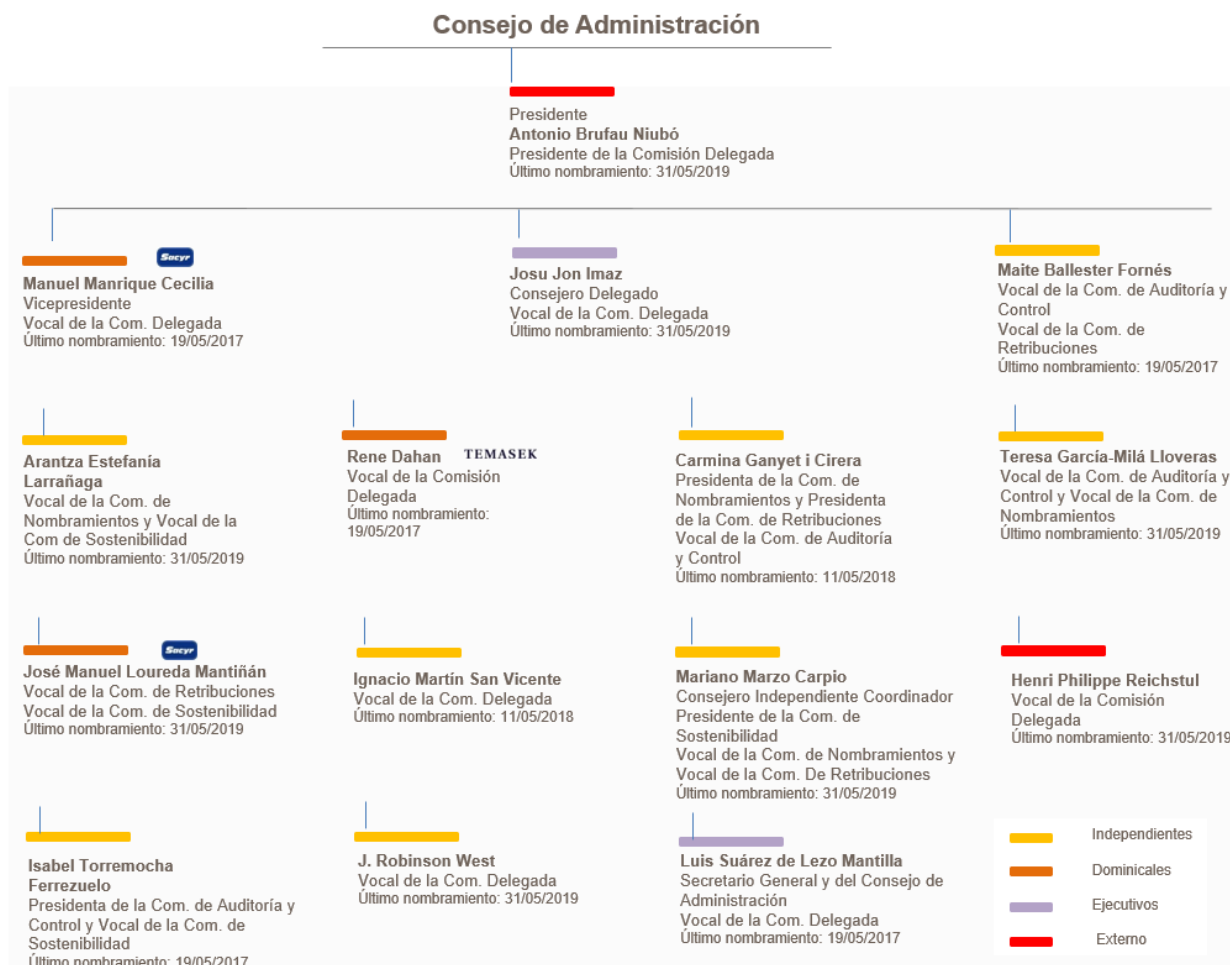 Consejo de Administración
Presidente
Antonio Brufau Niubó
Presidente de la Comisión Delegada
Último nombramiento: 31/05/2019
Sacyr
Manuel Manrique Cecilia
Vicepresidente
Vocal de la Com. Delegada
Último nombramiento: 19/05/2017
Josu Jon Imaz
Consejero Delegado
Vocal de la Com. Delegada
Último nombramiento: 31/05/2019
Maite Ballester Fornés
Vocal de la Com. de Auditoría y
Control
Vocal de la Com. de
Retribuciones
Último nombramiento: 19/05/2017
Arantza Estefanía
Larrañaga
Vocal de la Com. de
Nombramientos y Vocal de la
Com de Sostenibilidad
Último nombramiento: 31/05/2019
Rene Dahan TEMASEK
Vocal de la Comisión
Delegada
Último nombramiento:
19/05/2017
Carmina Ganyet i Cirera
Presidenta de la Com. de
Nombramientos y Presidenta
de la Com. de Retribuciones
Vocal de la Com. de Auditoría
y Control
Último nombramiento: 11/05/2018
Teresa García-Milá Lloveras
Vocal de la Com. de Auditoría y
Control y Vocal de la Com. de
Nombramientos
Último nombramiento: 31/05/2019
Sacyr
José Manuel Loureda Mantiñán
Vocal de la Com. de Retribuciones
Vocal de la Com. de Sostenibilidad
Último nombramiento: 31/05/2019
Ignacio Martín San Vicente
Vocal de la Com. Delegada
Último nombramiento: 11/05/2018
Mariano Marzo Carpio
Consejero Independiente Coordinador
Presidente de la Com. de
Sostenibilidad
Vocal de la Com. de Nombramientos y
Vocal de la Com. De Retribuciones
Último nombramiento: 31/05/2019
Henri Philippe Reichstul
Vocal de la Comisión
Delegada
Último nombramiento: 31/05/2019
Isabel Torremocha
Ferrezuelo
Presidenta de la Com. de Auditoría y
Control y Vocal de la Com. de
Sostenibilidad
Último nombramiento: 19/05/2017
J. Robinson West
Vocal de la Com. Delegada
Último nombramiento: 31/05/2019
Luis Suárez de Lezo Mantilla
Secretario General y del Consejo de
Administración
Vocal de la Com. Delegada
Último nombramiento: 19/05/2017
Independientes
Dominicales
Ejecutivos
Externo